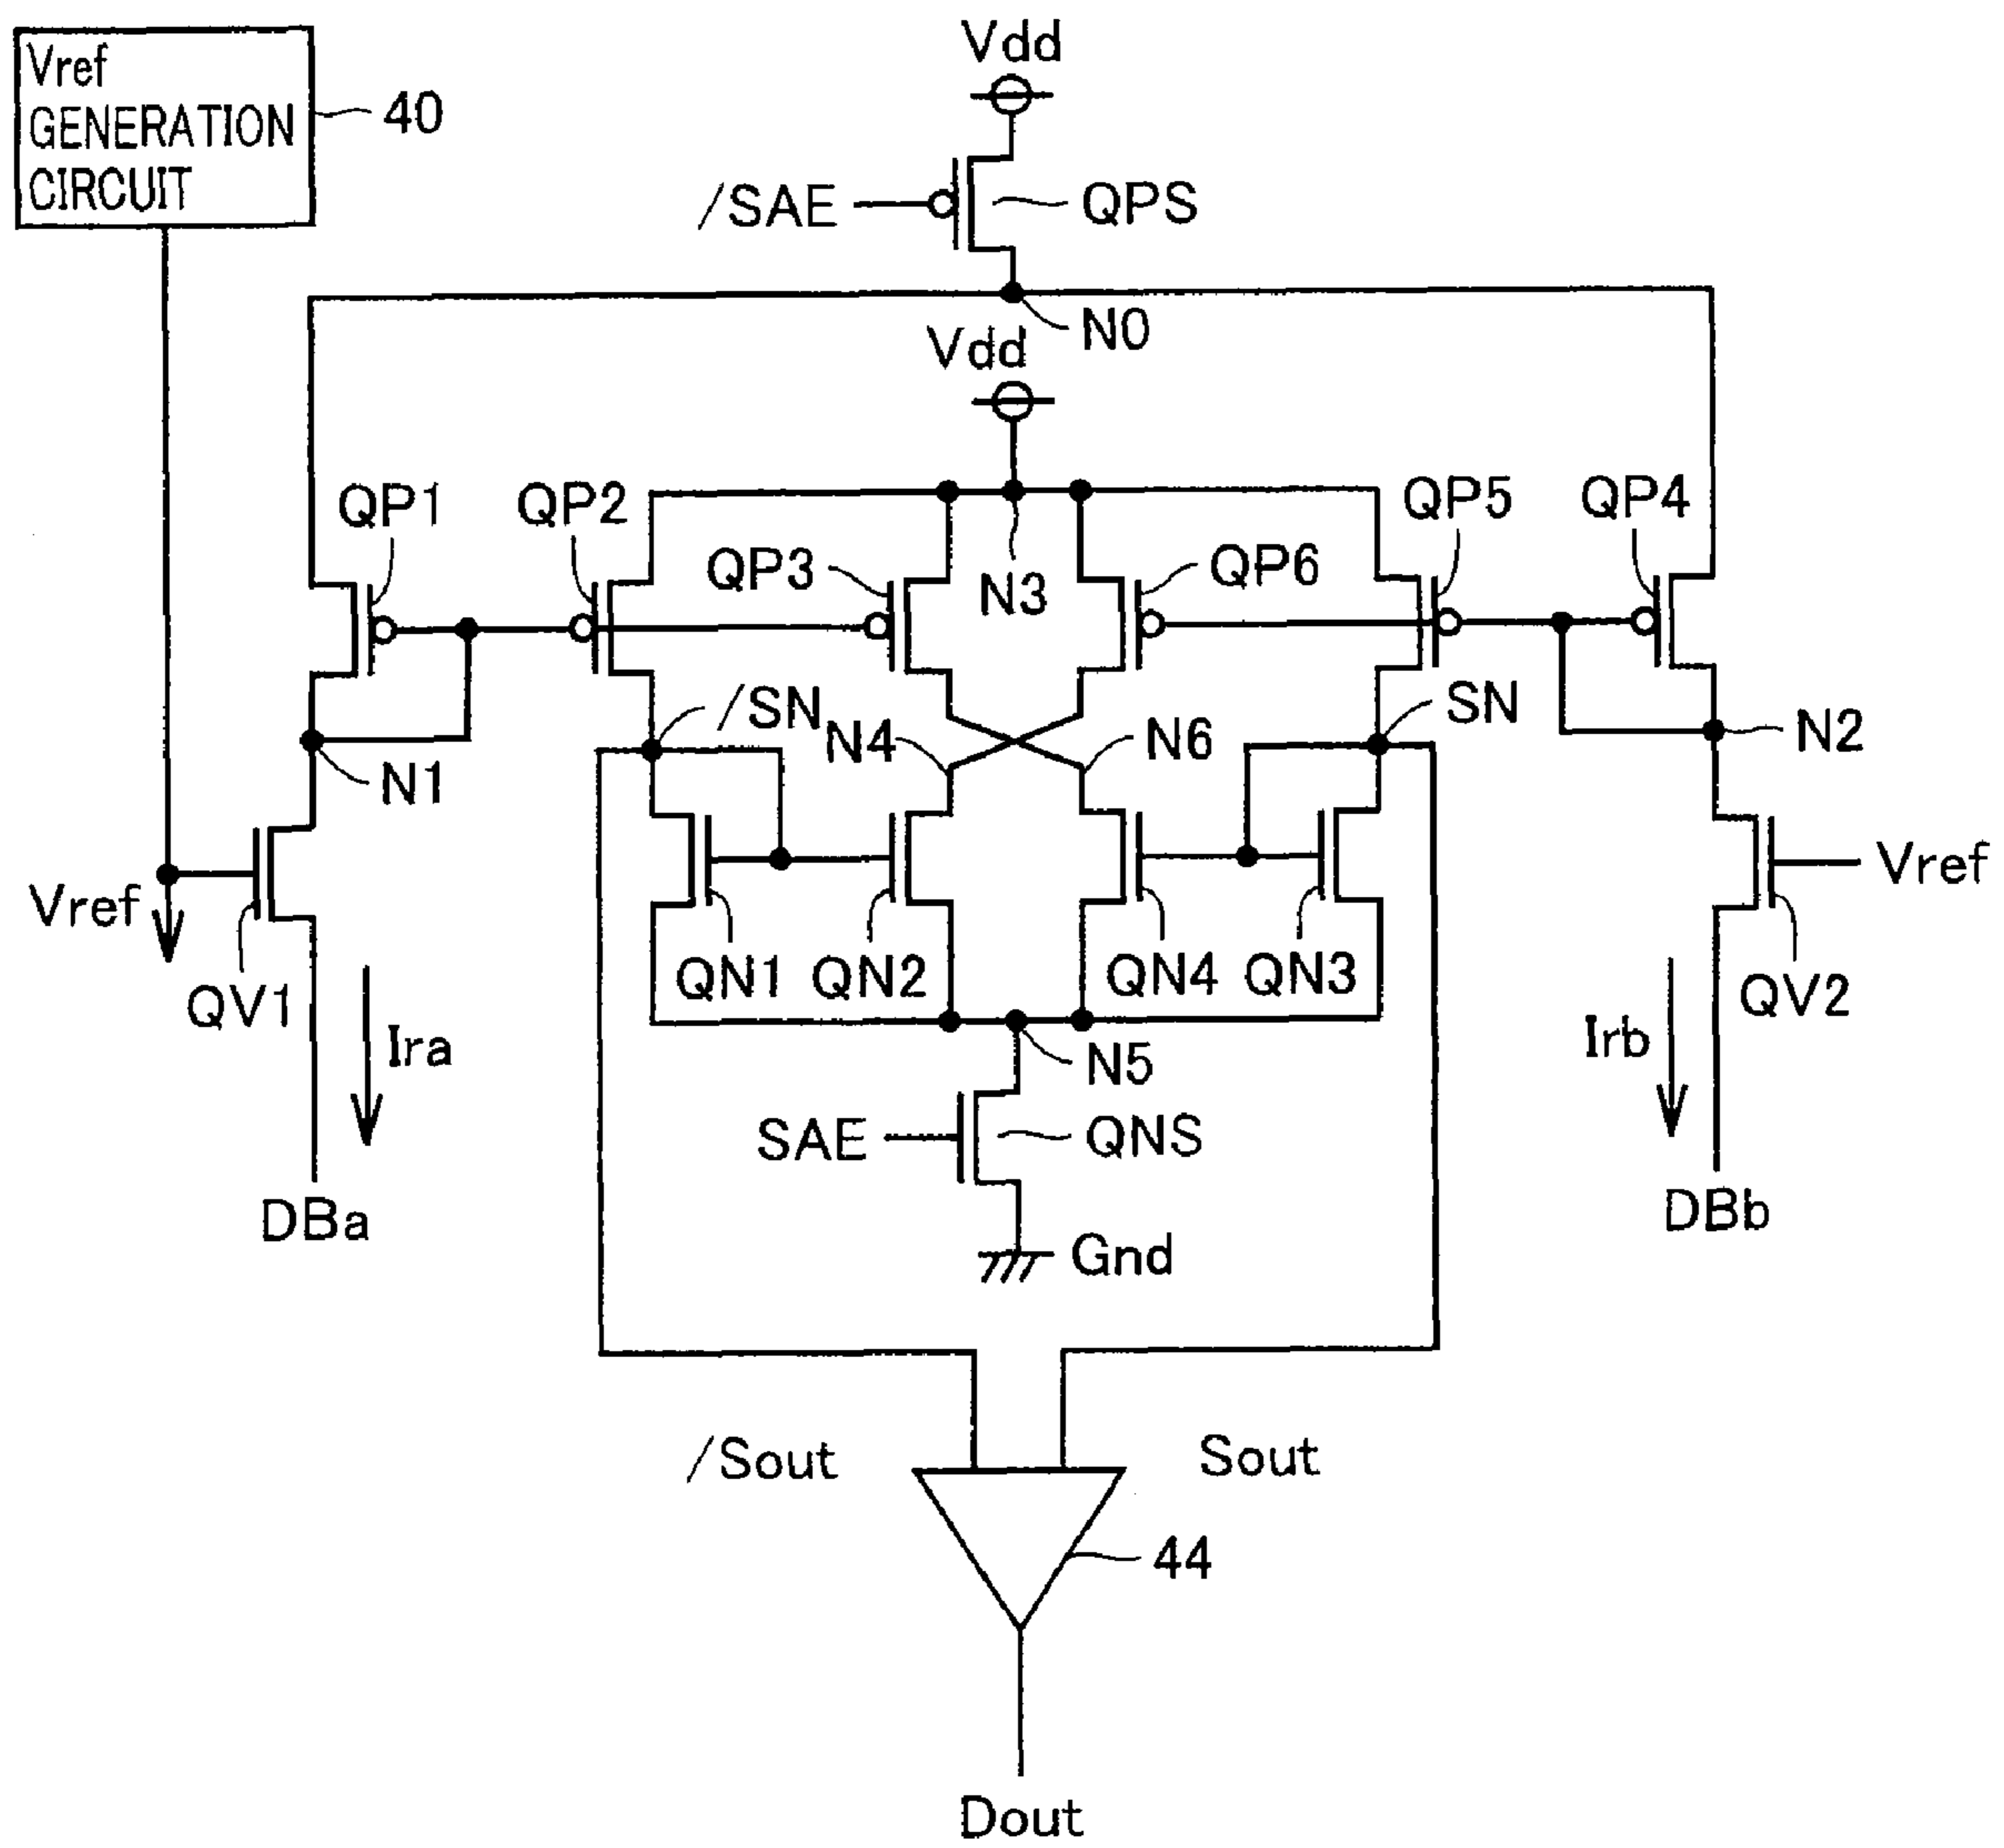 Vdd
Vref
GENERATION
CIRCUIT
40
/SAE
QPS
N0
Vdd
QP1
QP2
QP3
N3
QP6
QP5
QP4
/SN
N4
N6
SN
N2
N1
Vref
Vref
QV1
QN1
QN2
QN4
QN3
QV2
Ira
Irb
N5
SAE
QNS
DBa
DBb
Gnd
/Sout
Sout
44
Dout